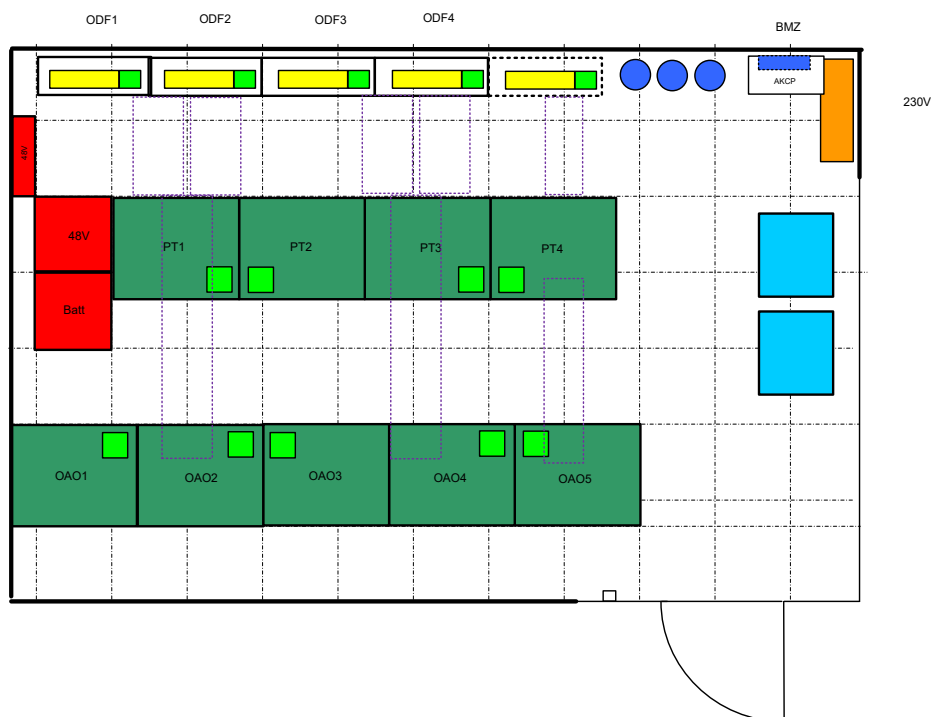 ODF1 ODF2 ODF3 ODF4
BMZ
AKCP
230V
48V
48V
PT1 PT2 PT3 PT4
Batt
OAO1 OAO2 OAO3 OAO4 OAO5